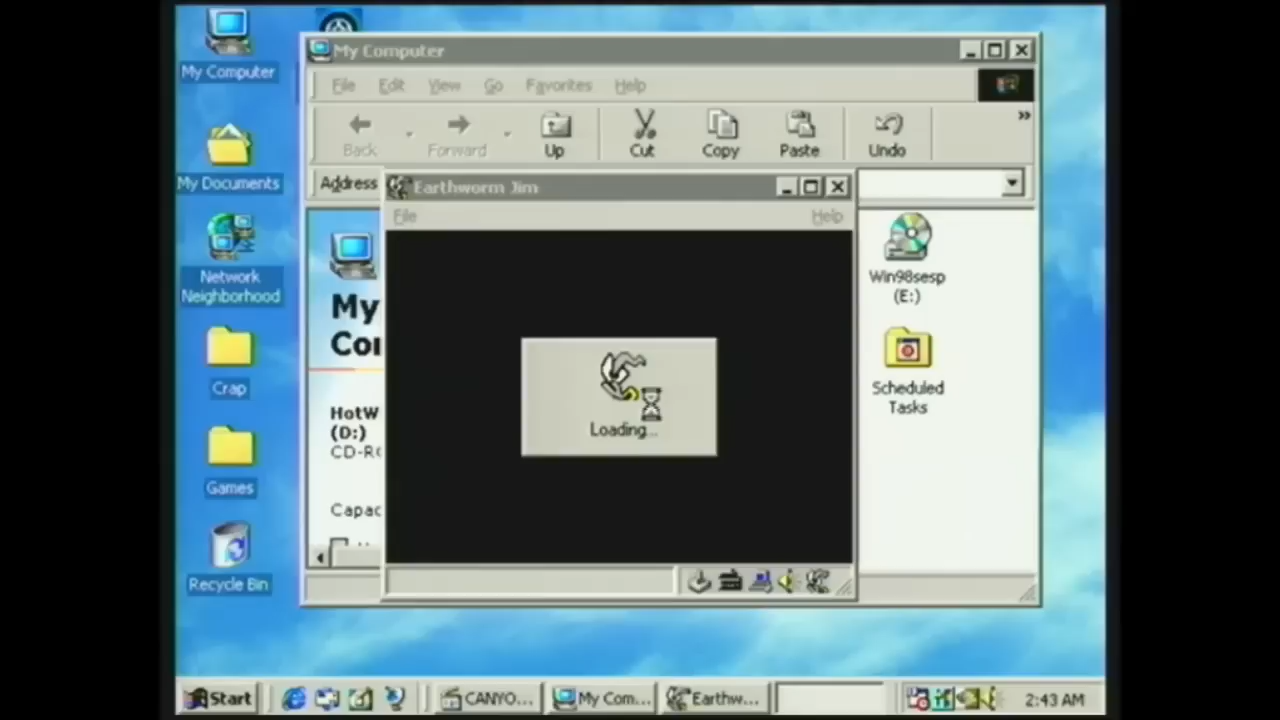 My Computer
My Documents
Network
Neighborhood
Crap
Games
Recycle Bin
My Computer
File Edit View Go Favorites Help
Back Forward Up Cut Copy Paste Undo
Address
My
HotW
(D:)
CD-R
Capac
Win98sesp
(E:)
Scheduled
Tasks
Earthworm Jim
File Help
Loading...
Start CANYO... My Com... Earthw... 2:43 AM